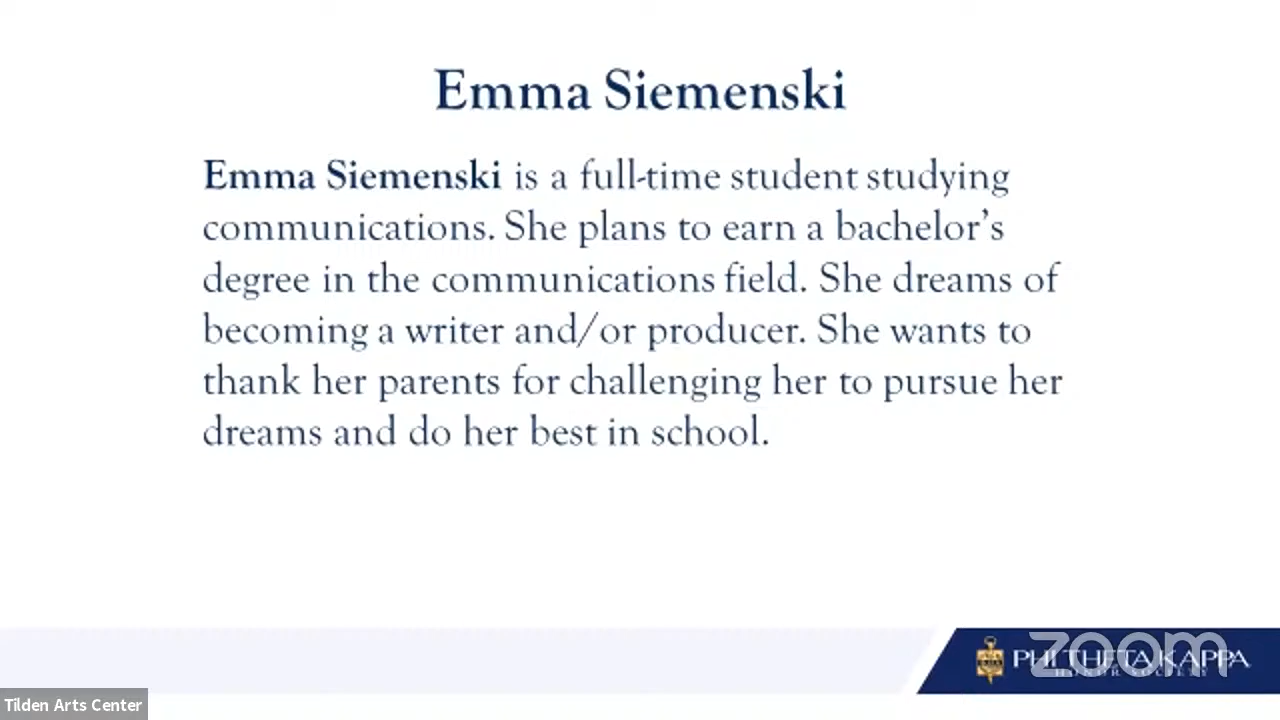 Emma Siemenski
Emma Siemenski is a full-time student studying
communications. She plans to earn a bachelor's
degree in the communications field. She dreams of
becoming a writer and/or producer. She wants to
thank her parents for challenging her to pursue her
dreams and do her best in school.
PHI THETA KAPPA
HONOR SOCIETY
zoom
Tilden Arts Center